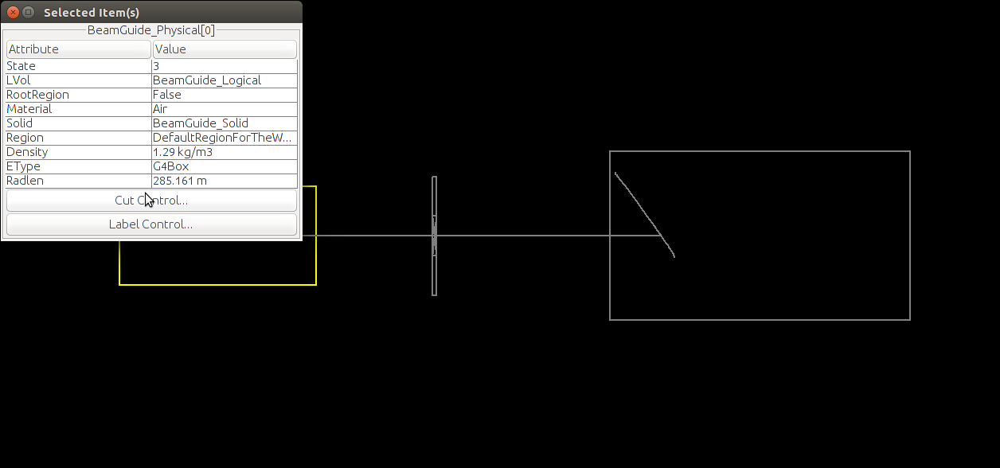 Selected Item(s)
BeamGuide_Physical[0]
Attribute Value
State 3
LVol BeamGuide_Logical
RootRegion False
Material Air
Solid BeamGuide_Solid
Region DefaultRegionForTheW...
Density 1.29 kg/m3
EType G4Box
Radlen 285.161 m
Cut Control...
Label Control...